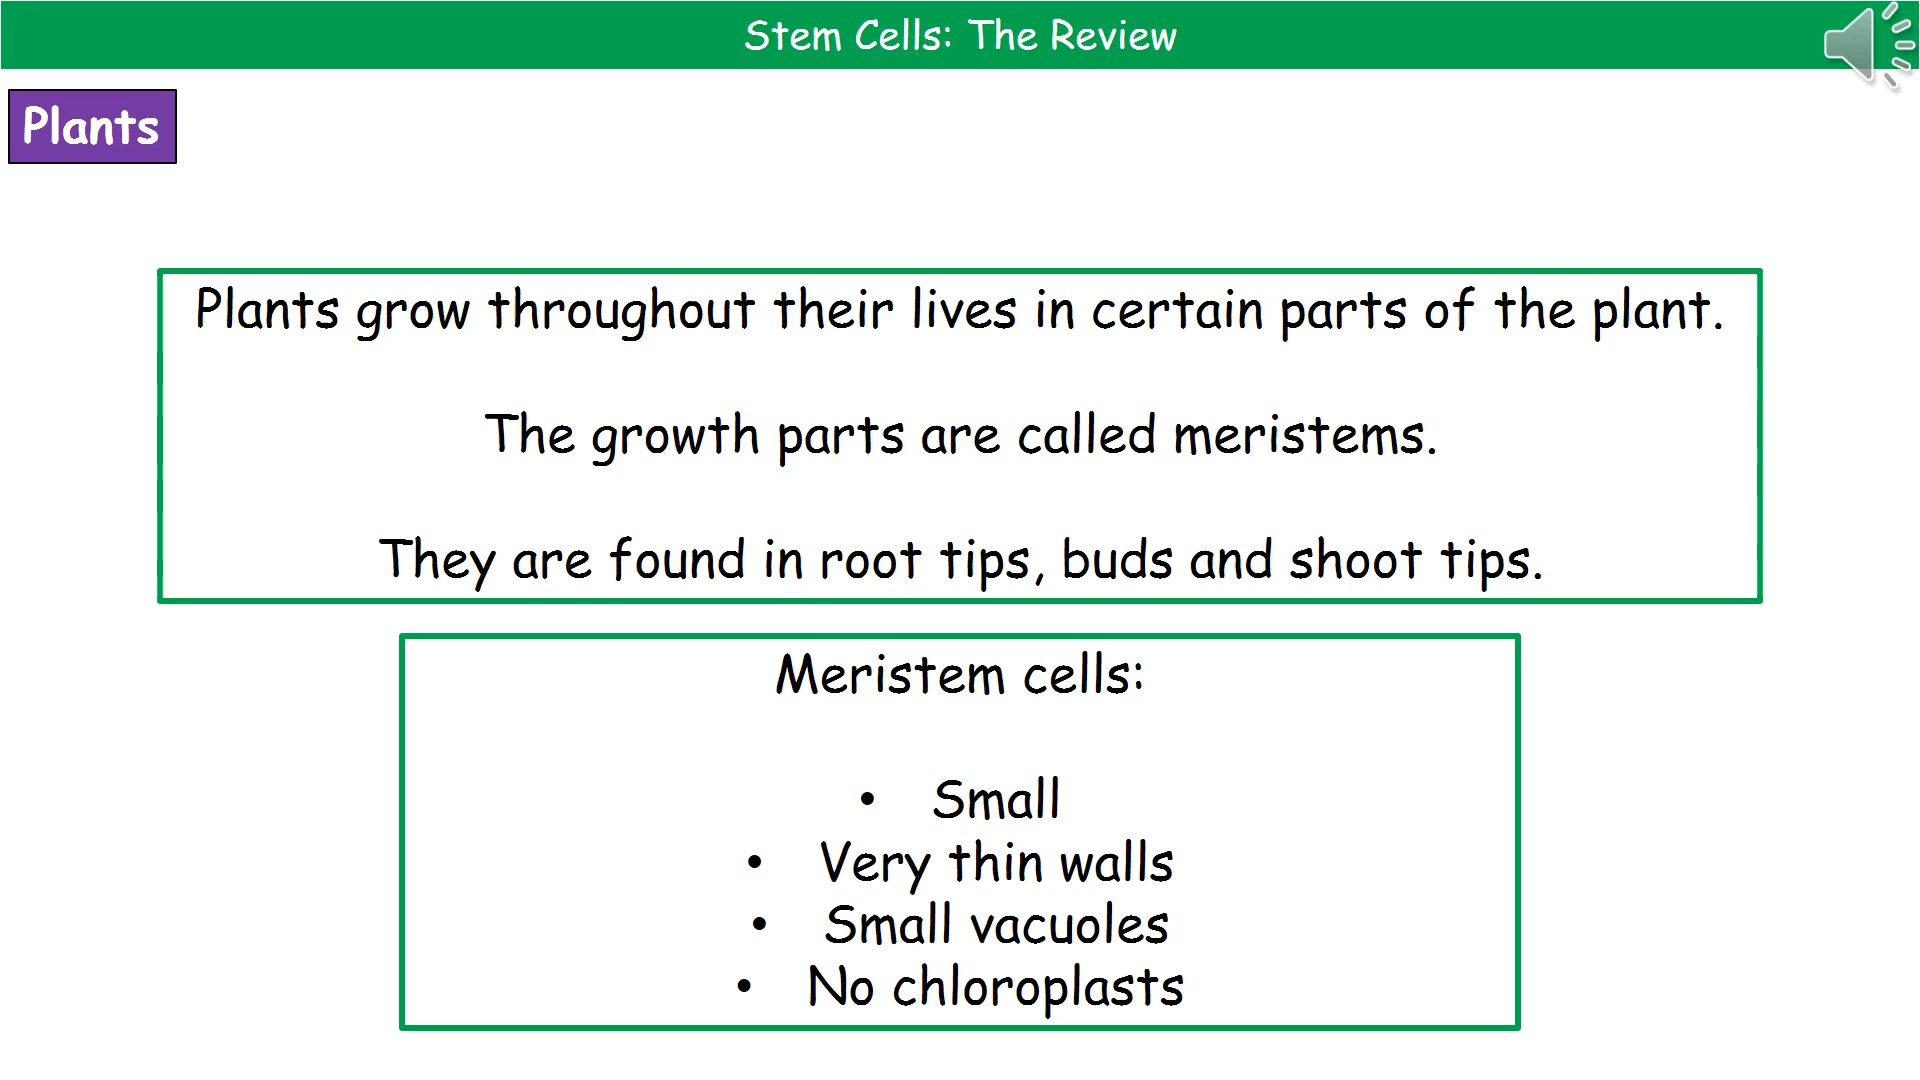 Stem Cells: The Review
Plants
Plants grow throughout their lives in certain parts of the plant.
The growth parts are called meristems.
They are found in root tips, buds and shoot tips.
Meristem cells:
• Small
• Very thin walls
• Small vacuoles
• No chloroplasts